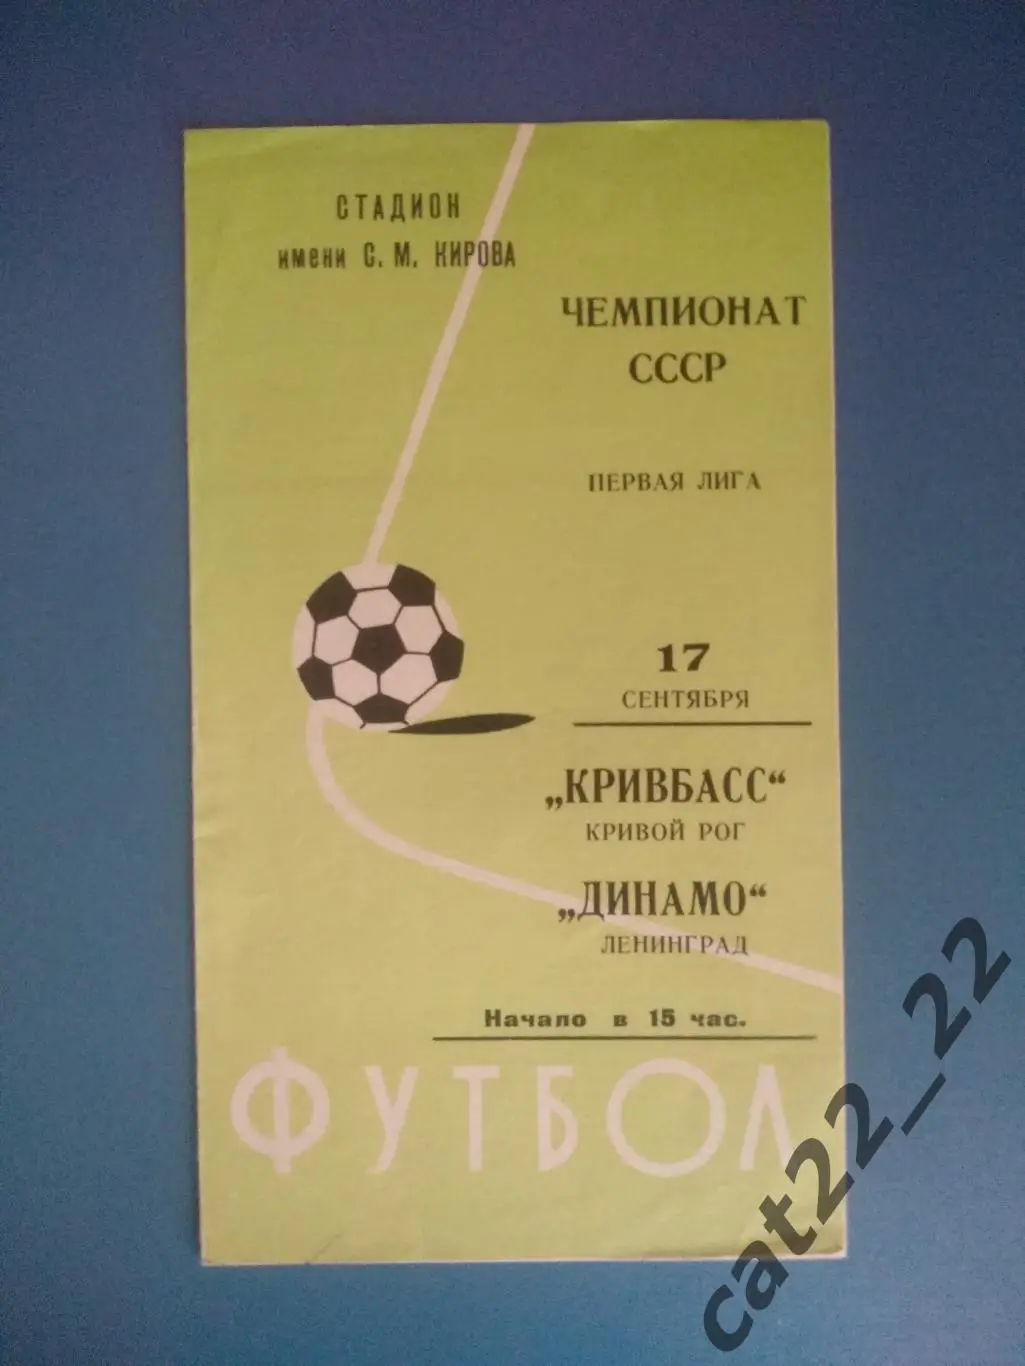 СТАДИОН
имени С. М. КИРОВА
ЧЕМПИОНАТ
СССР
ПЕРВАЯ ЛИГА
17
СЕНТЯБРЯ
„КРИВБАСС“
КРИВОЙ РОГ
„ДИНАМО“
ЛЕНИНГРАД
Начало в 15 час.
ФУТБОЛ
cat22_22